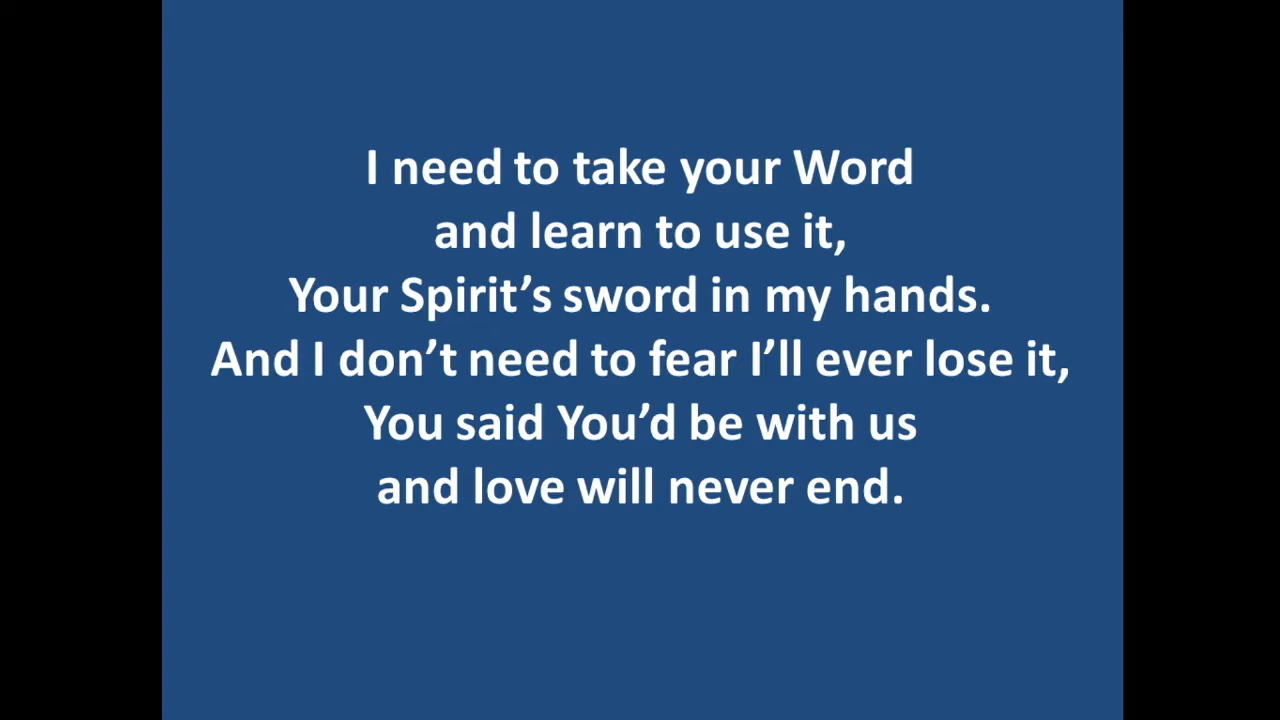 I need to take your Word
and learn to use it,
Your Spirit’s sword in my hands.
And I don’t need to fear I’ll ever lose it,
You said You’d be with us
and love will never end.